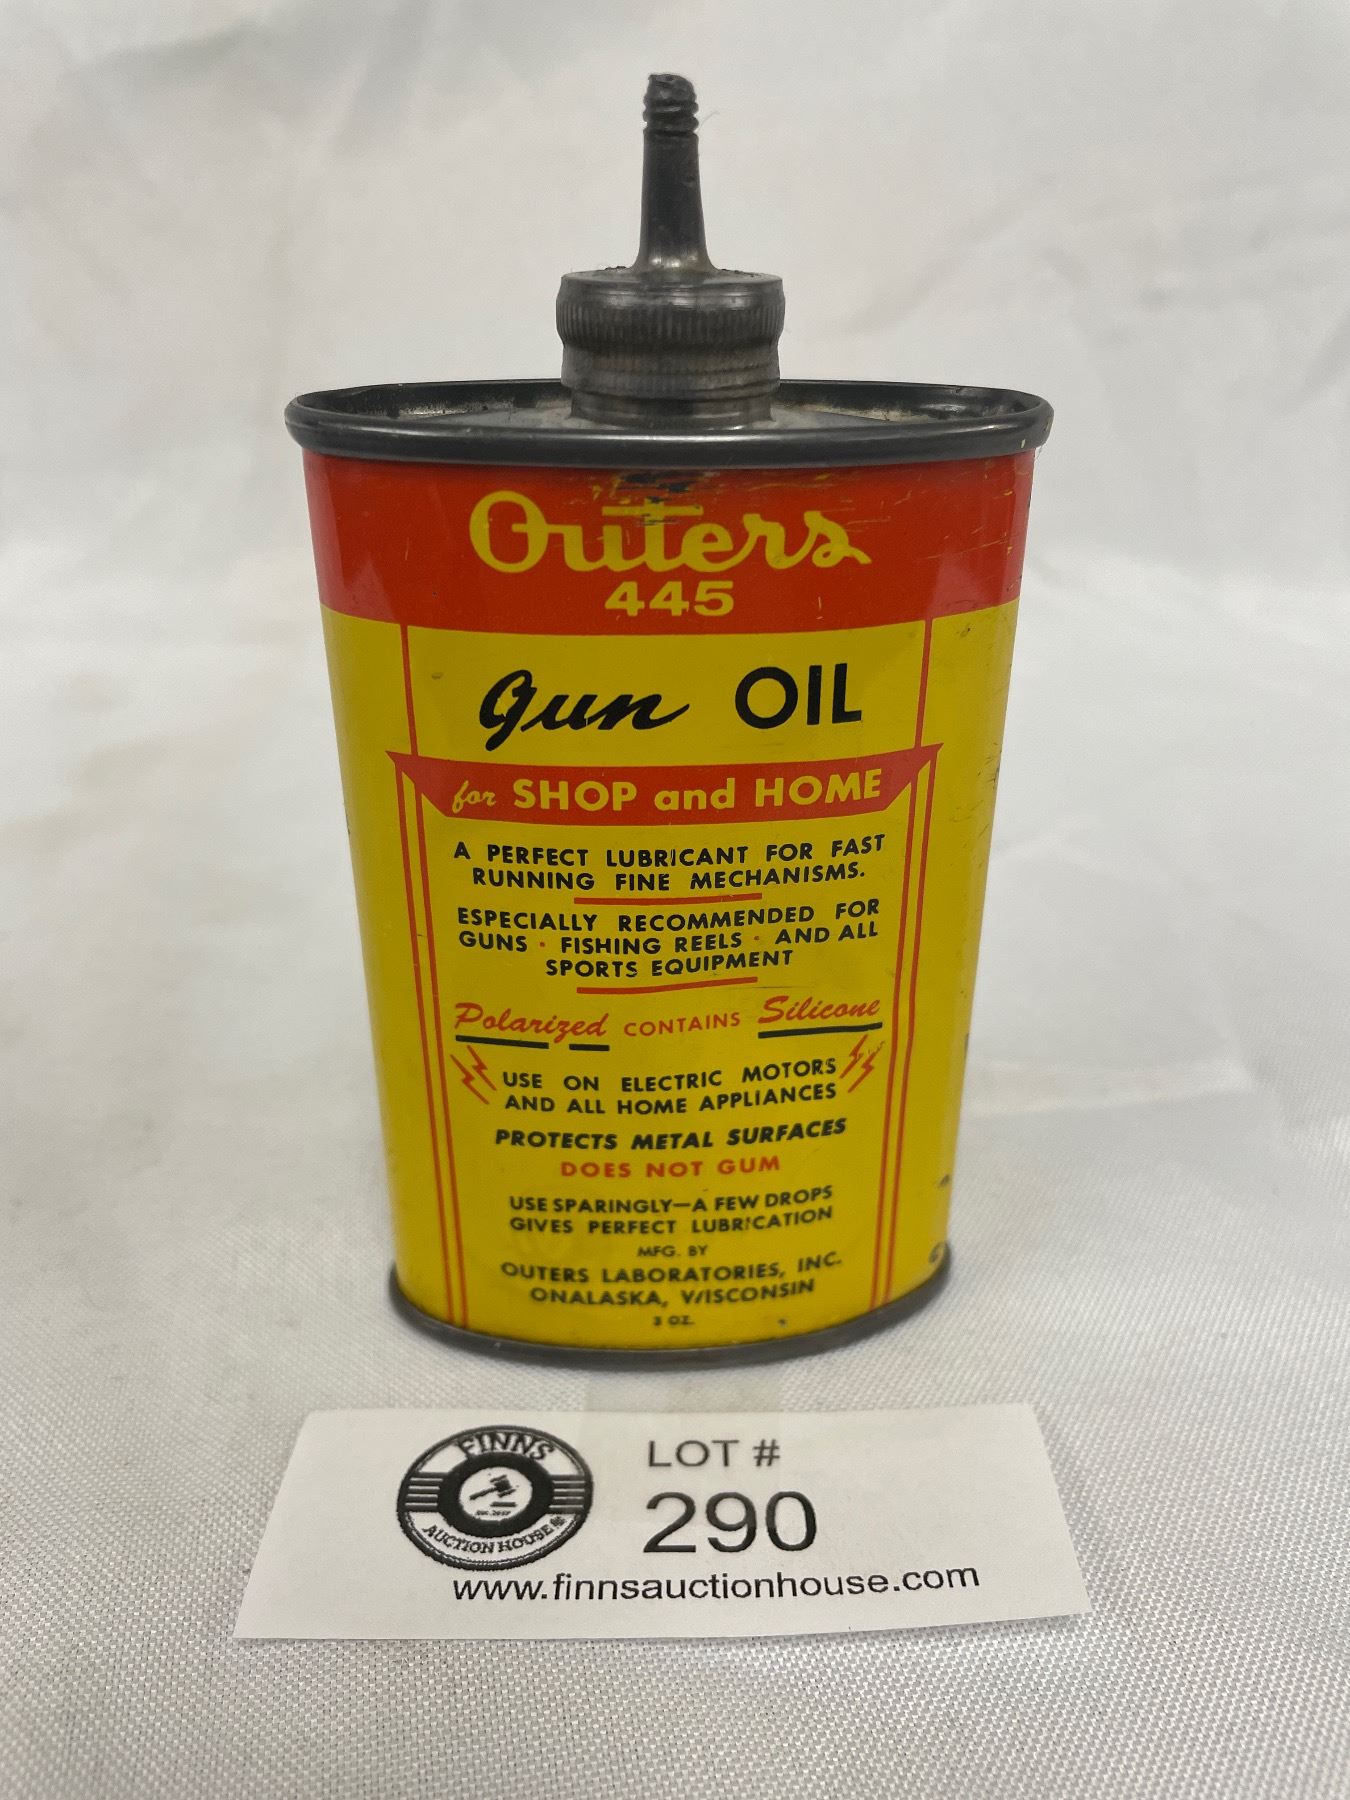 Outers
445
Gun OIL
for SHOP and HOME
A PERFECT LUBRICANT FOR FAST
RUNNING FINE MECHANISMS.
ESPECIALLY RECOMMENDED FOR
GUNS · FISHING REELS · AND ALL
SPORTS EQUIPMENT
Polarized CONTAINS Silicone
USE ON ELECTRIC MOTORS
AND ALL HOME APPLIANCES
PROTECTS METAL SURFACES
DOES NOT GUM
USE SPARINGLY—A FEW DROPS
GIVES PERFECT LUBRICATION
MFG. BY
OUTERS LABORATORIES, INC.
ONALASKA, WISCONSIN
3 OZ.
FINNS
AUCTION HOUSE
LOT #
290
www.finnsauctionhouse.com